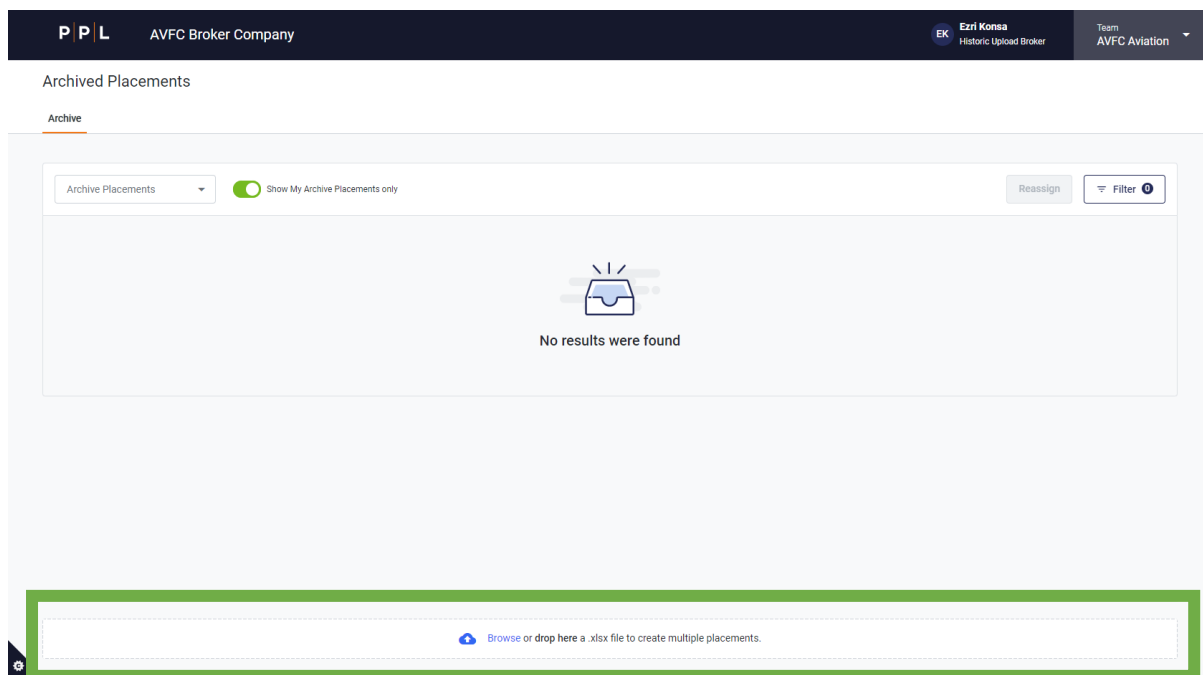 PPL AVFC Broker Company
EK Ezri Konsa
Historic Upload Broker
Team
AVFC Aviation
Archived Placements
Archive
Archive Placements Show My Archive Placements only Reassign Filter 0
No results were found
Browse or drop here a .xlsx file to create multiple placements.